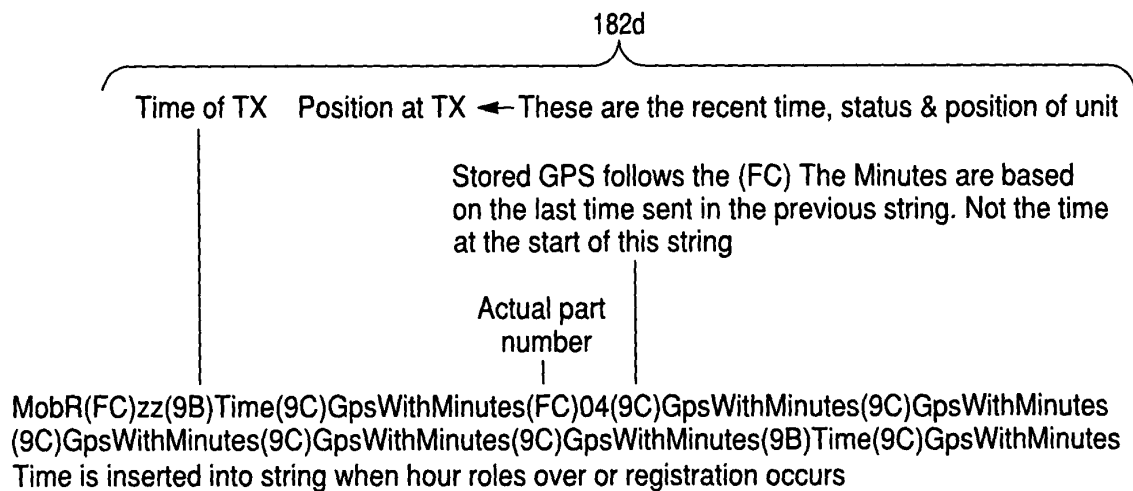 182d
Time of TX Position at TX These are the recent time, status & position of unit
Stored GPS follows the (FC) The Minutes are based
on the last time sent in the previous string. Not the time
at the start of this string
Actual part
number
MobR(FC)zz(9B)Time(9C)GpsWithMinutes(FC)04(9C)GpsWithMinutes(9C)GpsWithMinutes
(9C)GpsWithMinutes(9C)GpsWithMinutes(9C)GpsWithMinutes(9B)Time(9C)GpsWithMinutes
Time is inserted into string when hour roles over or registration occurs